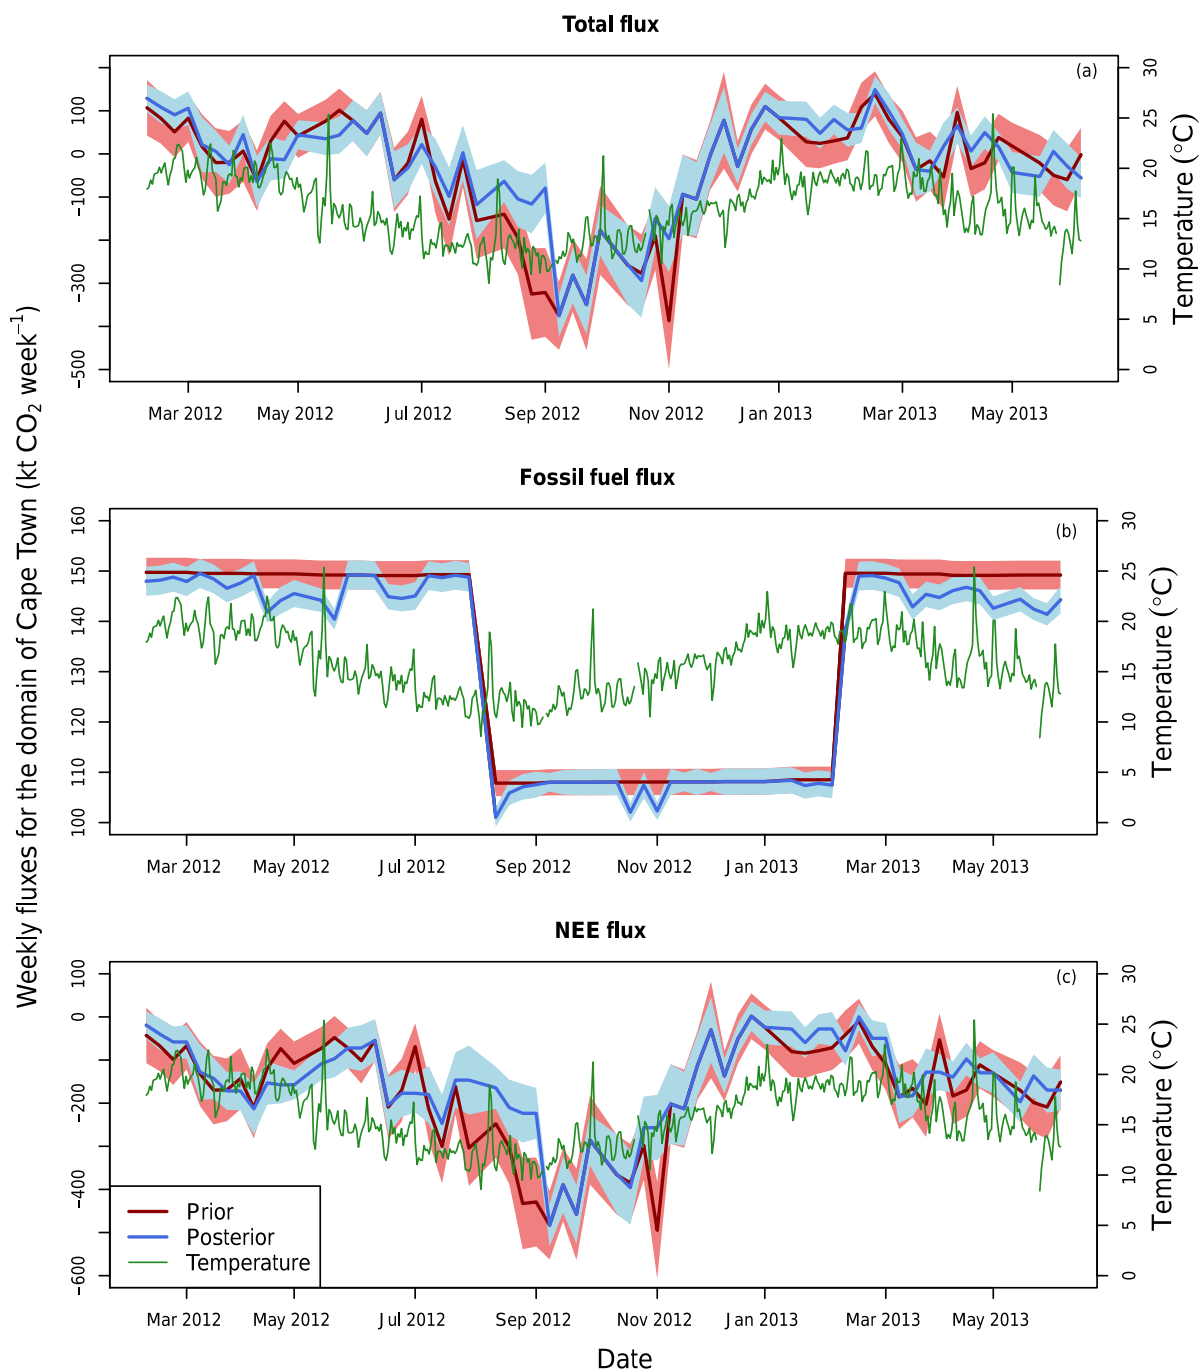 Total flux
(a)
100
0
−100
−300
−500
30
25
20
15
10
5
0
Temperature (°C)
Mar 2012 May 2012 Jul 2012 Sep 2012 Nov 2012 Jan 2013 Mar 2013 May 2013
Weekly fluxes for the domain of Cape Town (kt CO₂ week⁻¹)
Fossil fuel flux
(b)
160
150
140
130
120
110
100
30
25
20
15
10
5
0
Temperature (°C)
Mar 2012 May 2012 Jul 2012 Sep 2012 Nov 2012 Jan 2013 Mar 2013 May 2013
NEE flux
(c)
100
0
−200
−400
−600
30
25
20
15
10
5
0
Temperature (°C)
Prior
Posterior
Temperature
Mar 2012 May 2012 Jul 2012 Sep 2012 Nov 2012 Jan 2013 Mar 2013 May 2013
Date